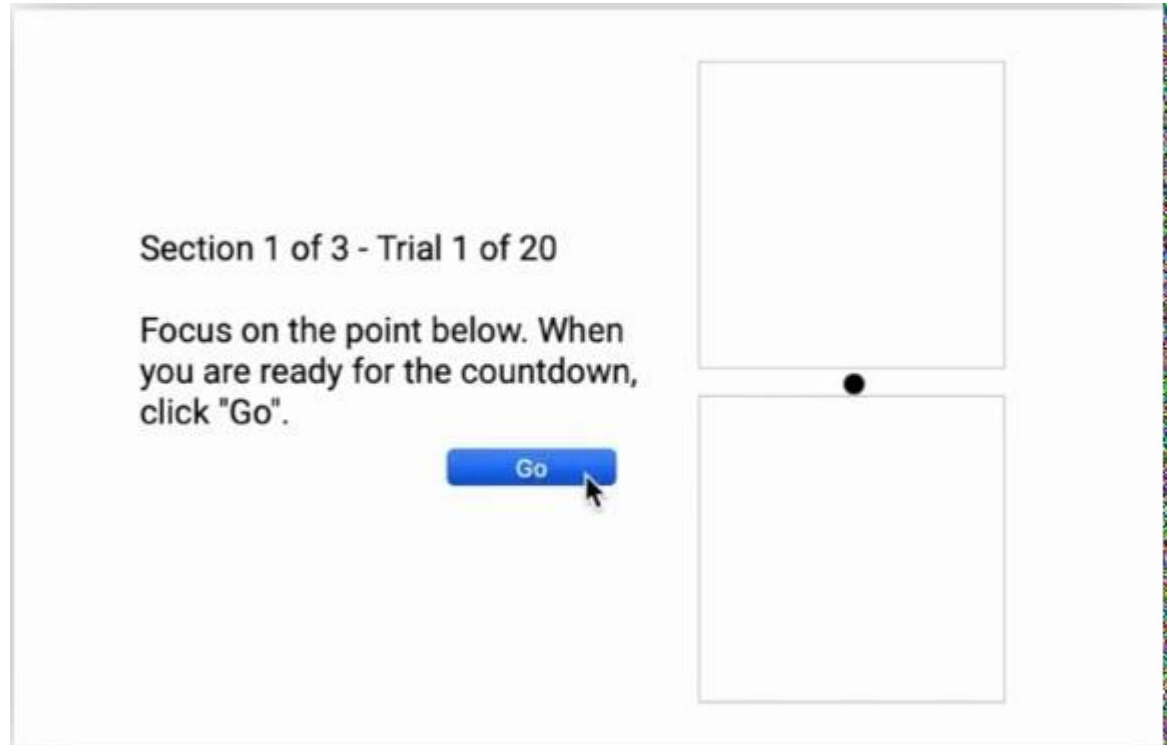 Section 1 of 3 - Trial 1 of 20
Focus on the point below. When
you are ready for the countdown,
click "Go".
Go